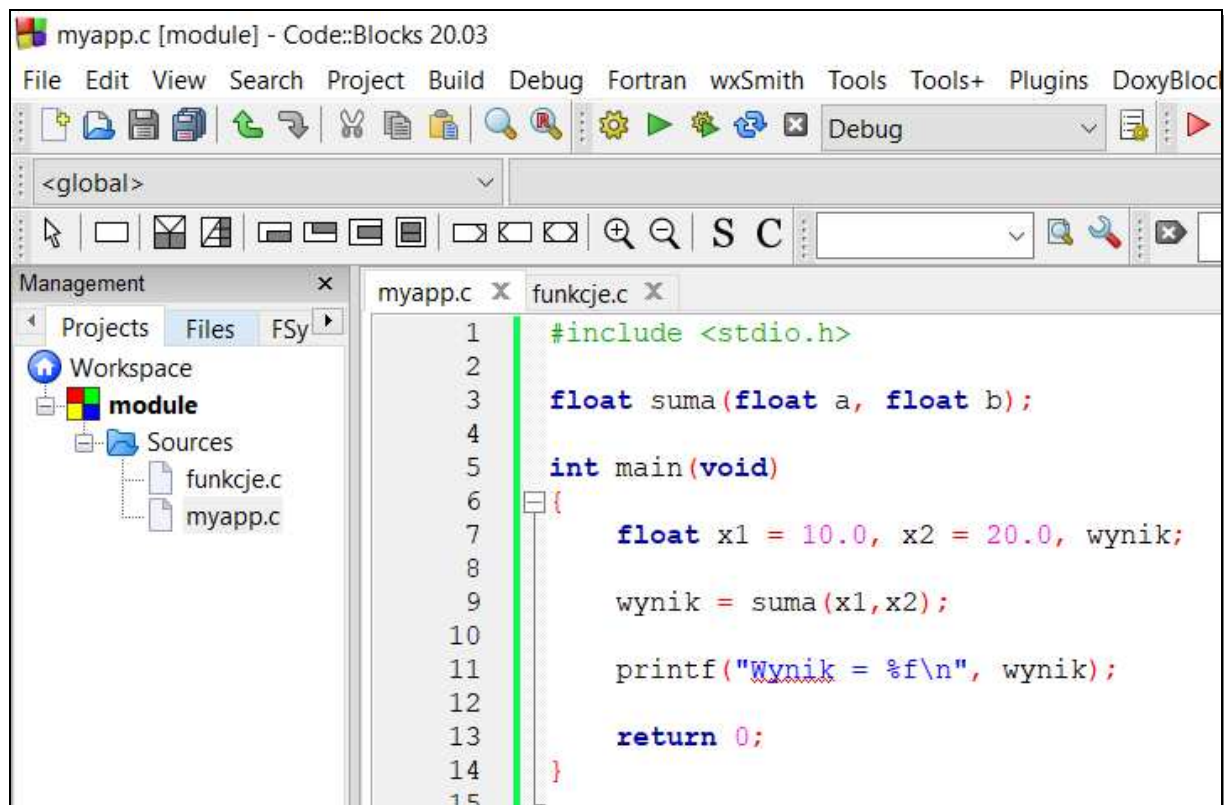 myapp.c [module] - Code::Blocks 20.03
File Edit View Search Project Build Debug Fortran wxSmith Tools Tools+ Plugins DoxyBloc
Debug
<global>
S C
Management
Projects Files FSy
Workspace
module
Sources
funkcje.c
myapp.c
myapp.c funkcje.c
1 #include <stdio.h>
2
3 float suma(float a, float b);
4
5 int main(void)
6 {
7 float x1 = 10.0, x2 = 20.0, wynik;
8
9 wynik = suma(x1,x2);
10
11 printf("Wynik = %f\n", wynik);
12
13 return 0;
14 }
15